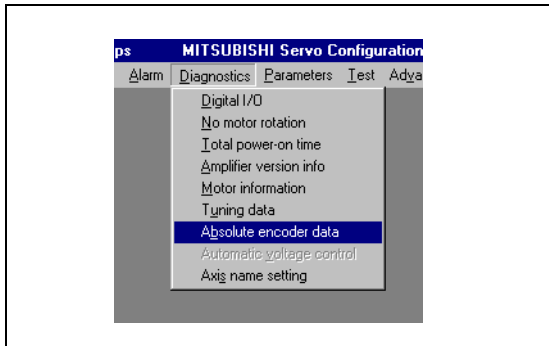 ps MITSUBISHI Servo Configuration
Alarm Diagnostics Parameters Test Adva
Digital I/O
No motor rotation
Total power-on time
Amplifier version info
Motor information
Tuning data
Absolute encoder data
Automatic voltage control
Axis name setting